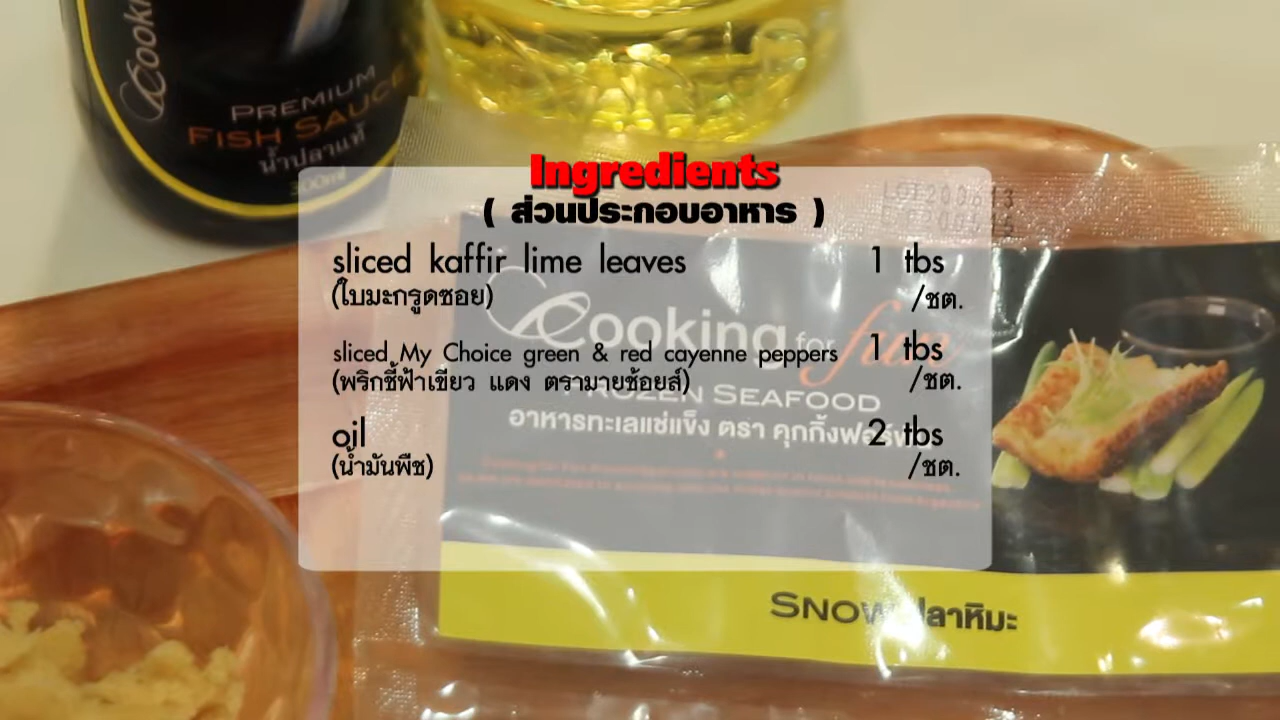 Cooki
PREMIUM
FISH SAUCE
น้ำปลาแท้
300ml
Ingredients
( ส่วนประกอบอาหาร )
sliced kaffir lime leaves 1 tbs
(ใบมะกรูดซอย) /ชต.
sliced My Choice green & red cayenne peppers 1 tbs
(พริกชี้ฟ้าเขียว แดง ตรามายช้อยส์) /ชต.
oil 2 tbs
(น้ำมันพืช) /ชต.
Cooking for fun
FROZEN SEAFOOD
อาหารทะเลแช่แข็ง ตรา คุกกิ้งฟอร์ฟ
SNOW ปลาหิมะ